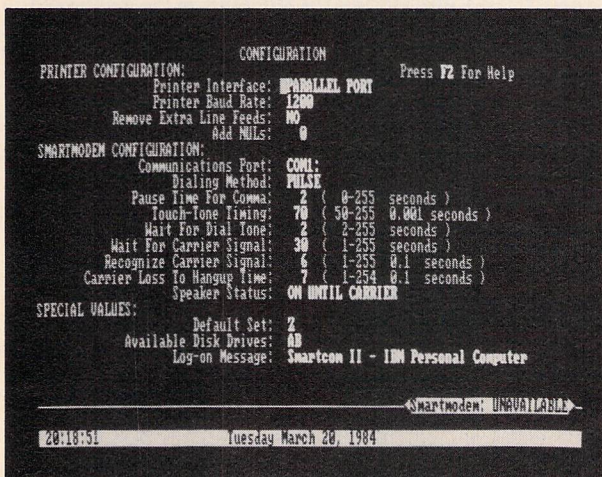 CONFIGURATION
PRINTER CONFIGURATION: Press F2 For Help
Printer Interface: PARALLEL PORT
Printer Baud Rate: 1200
Remove Extra Line Feeds: NO
Add NULs: 0
SMARTMODEM CONFIGURATION:
Communications Port: COM1:
Dialing Method: PULSE
Pause Time For Comma: 2 ( 0-255 seconds )
Touch-Tone Timing: 70 ( 50-255 0.001 seconds )
Wait For Dial Tone: 2 ( 2-255 seconds )
Wait For Carrier Signal: 30 ( 1-255 seconds )
Recognize Carrier Signal: 6 ( 1-255 0.1 seconds )
Carrier Loss To Hangup Time: 7 ( 1-254 0.1 seconds )
Speaker Status: ON UNTIL CARRIER
SPECIAL VALUES:
Default Set: Z
Available Disk Drives: AB
Log-on Message: Smartcom II - IBM Personal Computer
Smartmodem: UNAVAILABLE
20:18:51 Tuesday March 20, 1984